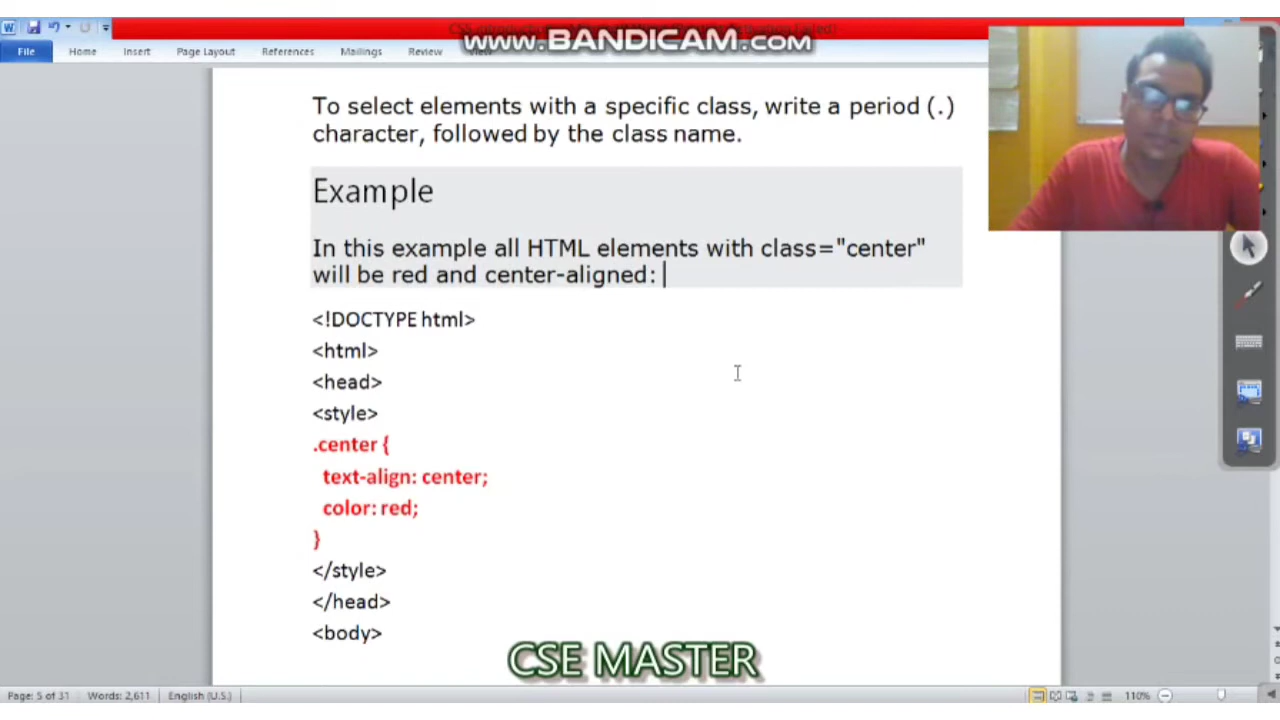 www.BANDICAM.com
File Home Insert Page Layout References Mailings Review View
To select elements with a specific class, write a period (.)
character, followed by the class name.
Example
In this example all HTML elements with class="center"
will be red and center-aligned:
<!DOCTYPE html>
<html>
<head>
<style>
.center {
text-align: center;
color: red;
}
</style>
</head>
<body>
CSE MASTER
Page: 5 of 31 Words: 2,611 English (U.S.) 110%